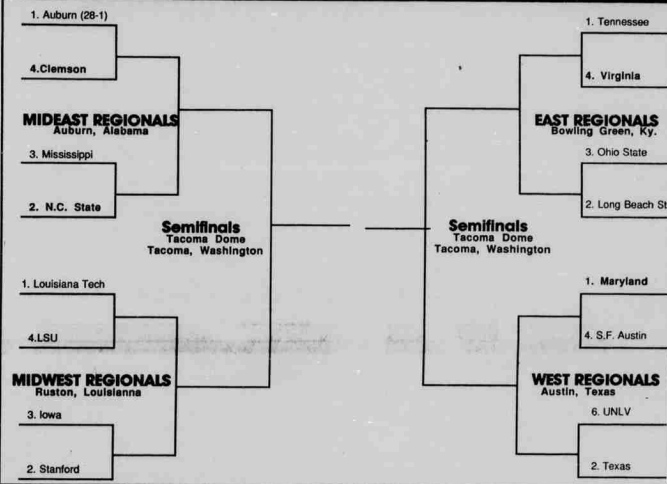 1. Auburn (28-1)
4.Clemson
MIDEAST REGIONALS
Auburn, Alabama
3. Mississippi
2. N.C. State
Semifinals
Tacoma Dome
Tacoma, Washington
1. Louisiana Tech
4.LSU
MIDWEST REGIONALS
Ruston, Louisianna
3. Iowa
2. Stanford
1. Tennessee
4. Virginia
EAST REGIONALS
Bowling Green, Ky.
3. Ohio State
2. Long Beach St
Semifinals
Tacoma Dome
Tacoma, Washington
1. Maryland
4. S.F. Austin
WEST REGIONALS
Austin, Texas
6. UNLV
2. Texas